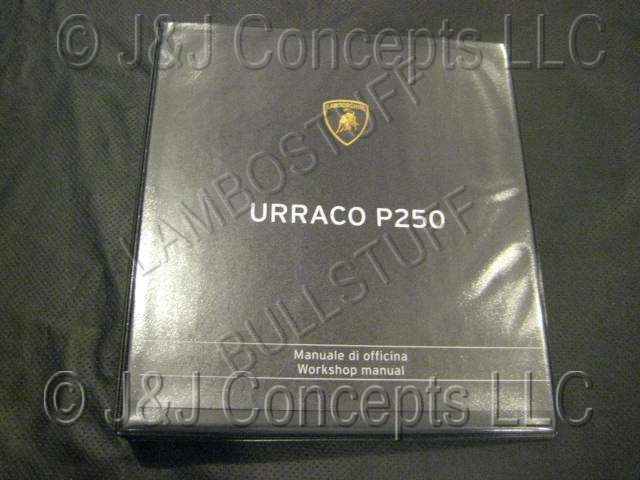 © J&J Concepts LLC
LAMBORGHINI
LAMBOSTUFF
URRACO P250
BULLSTUFF
Manuale di officina
Workshop manual
© J&J Concepts LLC